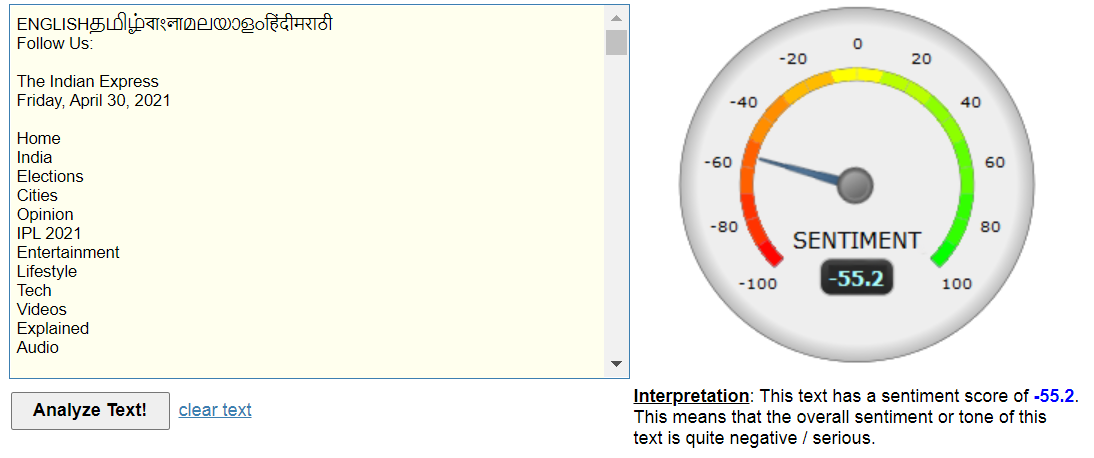 ENGLISHதமிழ்বাংলাമലയാളംहिंदीमराठी
Follow Us:
The Indian Express
Friday, April 30, 2021
Home
India
Elections
Cities
Opinion
IPL 2021
Entertainment
Lifestyle
Tech
Videos
Explained
Audio
Analyze Text! clear text
0
-20 20
-40 40
-60 60
-80 80
SENTIMENT
-100 -55.2 100
Interpretation: This text has a sentiment score of -55.2.
This means that the overall sentiment or tone of this
text is quite negative / serious.